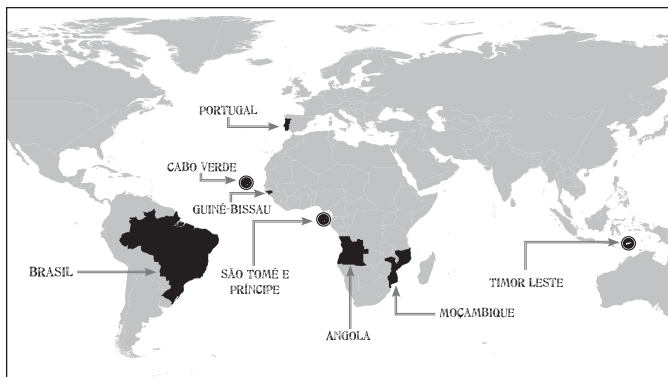 PORTUGAL
CABO VERDE
GUINÉ-BISSAU
BRASIL
SÃO TOMÉ E
PRÍNCIPE
TIMOR LESTE
MOÇAMBIQUE
ANGOLA